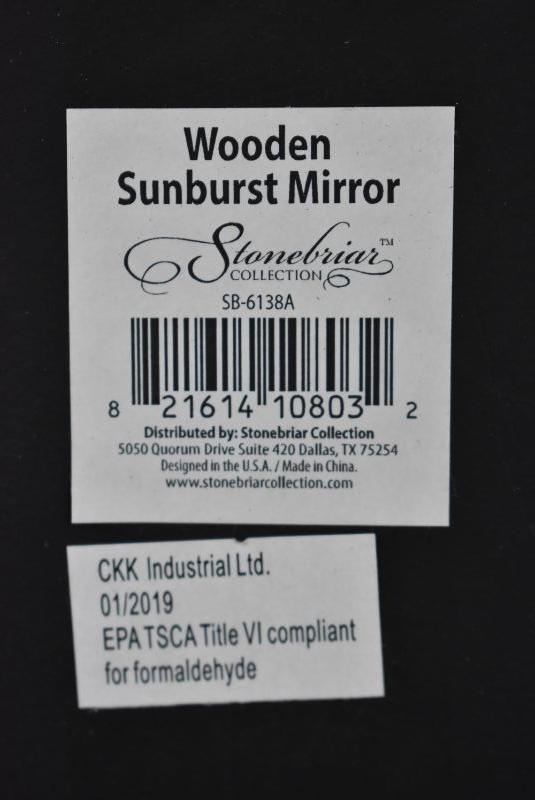 Wooden
Sunburst Mirror
Stonebriar™
COLLECTION
SB-6138A
8 21614 10803 2
Distributed by: Stonebriar Collection
5050 Quorum Drive Suite 420 Dallas, TX 75254
Designed in the U.S.A. / Made in China.
www.stonebriarcollection.com
CKK Industrial Ltd.
01/2019
EPA TSCA Title VI compliant
for formaldehyde